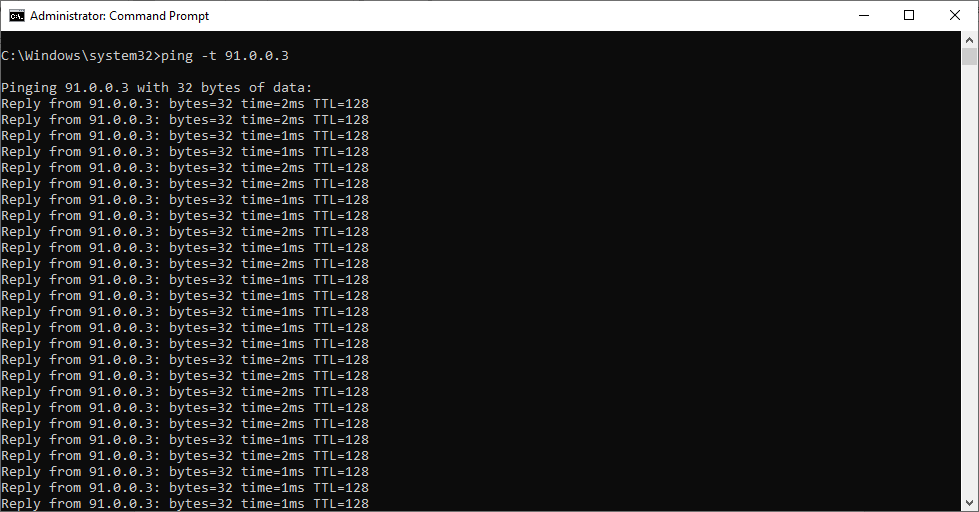 Administrator: Command Prompt
C:\Windows\system32>ping -t 91.0.0.3
Pinging 91.0.0.3 with 32 bytes of data:
Reply from 91.0.0.3: bytes=32 time=2ms TTL=128
Reply from 91.0.0.3: bytes=32 time=2ms TTL=128
Reply from 91.0.0.3: bytes=32 time=1ms TTL=128
Reply from 91.0.0.3: bytes=32 time=1ms TTL=128
Reply from 91.0.0.3: bytes=32 time=2ms TTL=128
Reply from 91.0.0.3: bytes=32 time=2ms TTL=128
Reply from 91.0.0.3: bytes=32 time=1ms TTL=128
Reply from 91.0.0.3: bytes=32 time=1ms TTL=128
Reply from 91.0.0.3: bytes=32 time=2ms TTL=128
Reply from 91.0.0.3: bytes=32 time=1ms TTL=128
Reply from 91.0.0.3: bytes=32 time=2ms TTL=128
Reply from 91.0.0.3: bytes=32 time=1ms TTL=128
Reply from 91.0.0.3: bytes=32 time=1ms TTL=128
Reply from 91.0.0.3: bytes=32 time=1ms TTL=128
Reply from 91.0.0.3: bytes=32 time=1ms TTL=128
Reply from 91.0.0.3: bytes=32 time=1ms TTL=128
Reply from 91.0.0.3: bytes=32 time=2ms TTL=128
Reply from 91.0.0.3: bytes=32 time=2ms TTL=128
Reply from 91.0.0.3: bytes=32 time=2ms TTL=128
Reply from 91.0.0.3: bytes=32 time=2ms TTL=128
Reply from 91.0.0.3: bytes=32 time=2ms TTL=128
Reply from 91.0.0.3: bytes=32 time=1ms TTL=128
Reply from 91.0.0.3: bytes=32 time=2ms TTL=128
Reply from 91.0.0.3: bytes=32 time=1ms TTL=128
Reply from 91.0.0.3: bytes=32 time=1ms TTL=128
Reply from 91.0.0.3: bytes=32 time=1ms TTL=128